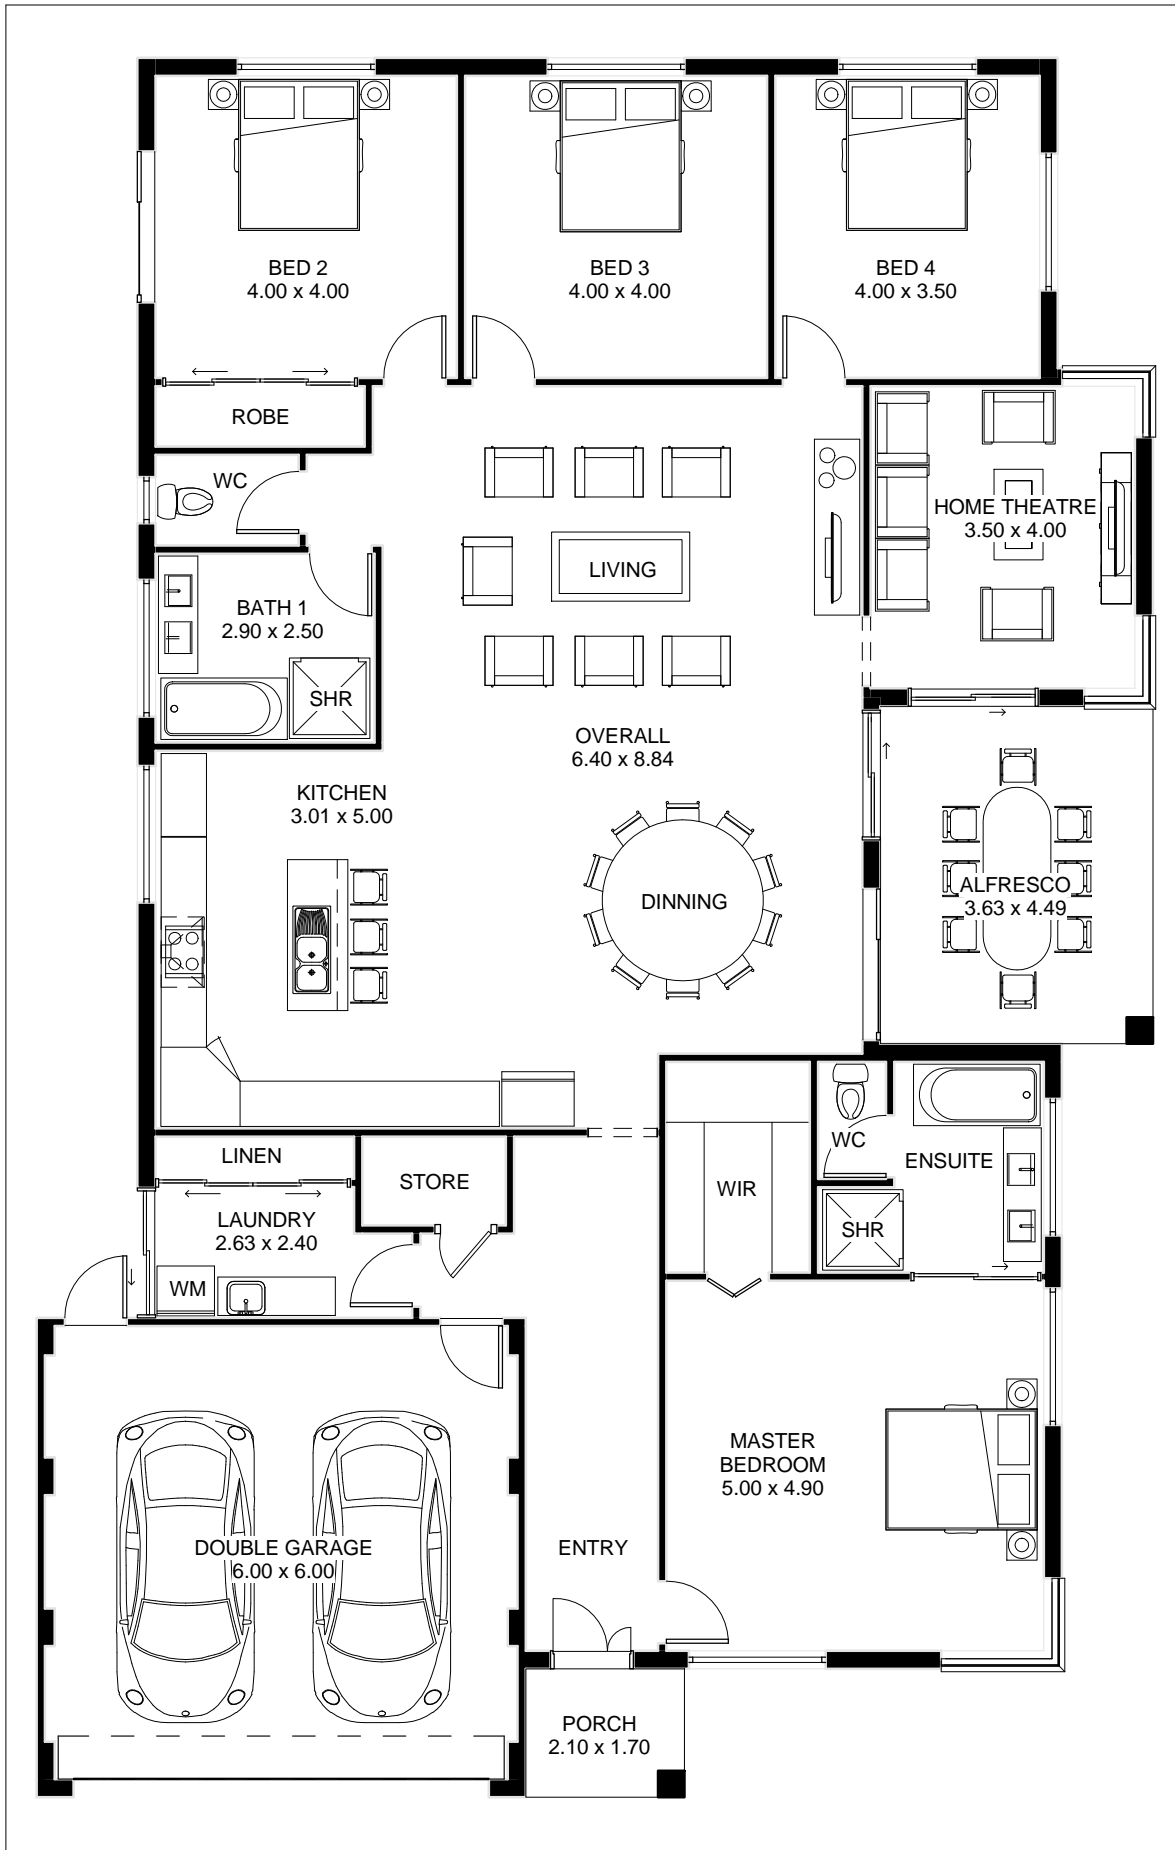 BED 2
4.00 x 4.00
BED 3
4.00 x 4.00
BED 4
4.00 x 3.50
ROBE
WC
HOME THEATRE
3.50 x 4.00
LIVING
BATH 1
2.90 x 2.50
SHR
OVERALL
6.40 x 8.84
KITCHEN
3.01 x 5.00
DINNING
ALFRESCO
3.63 x 4.49
WC
ENSUITE
LINEN
STORE
WIR
LAUNDRY
2.63 x 2.40
SHR
WM
MASTER
BEDROOM
5.00 x 4.90
DOUBLE GARAGE
6.00 x 6.00
ENTRY
PORCH
2.10 x 1.70